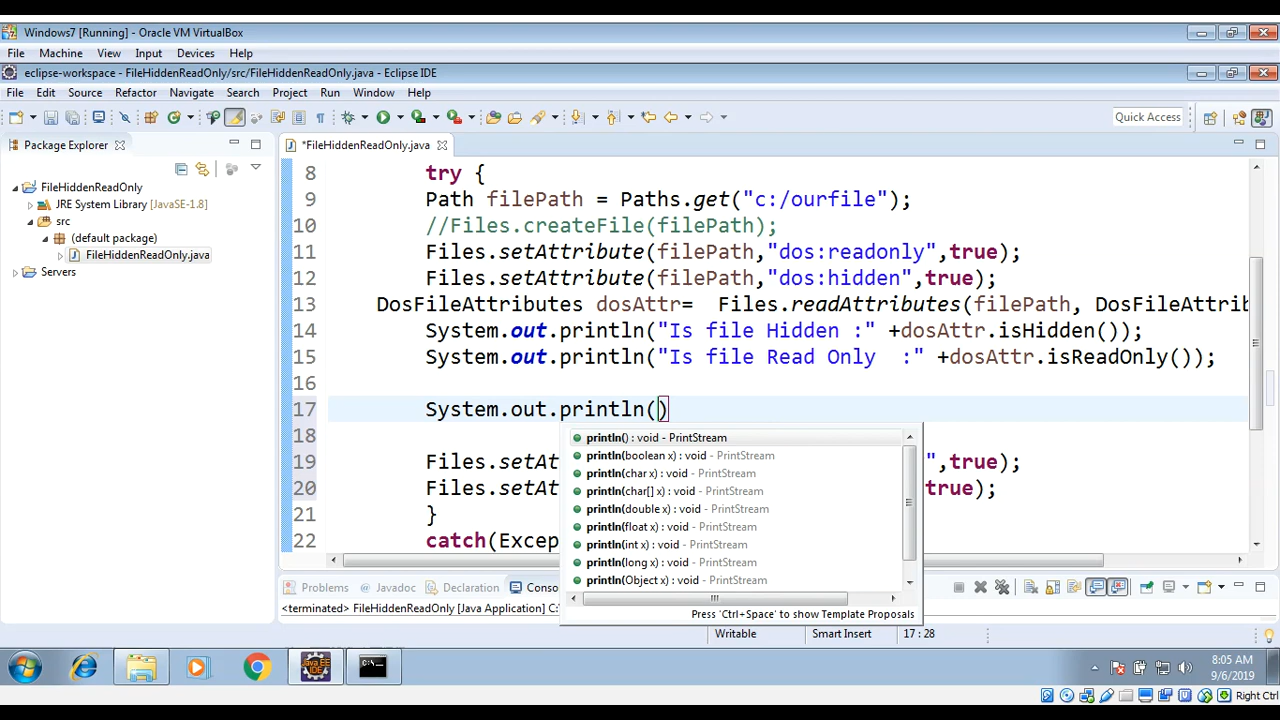 Windows7 [Running] - Oracle VM VirtualBox
File Machine View Input Devices Help
eclipse-workspace - FileHiddenReadOnly/src/FileHiddenReadOnly.java - Eclipse IDE
File Edit Source Refactor Navigate Search Project Run Window Help
Quick Access
Package Explorer
*FileHiddenReadOnly.java
FileHiddenReadOnly
JRE System Library [JavaSE-1.8]
src
(default package)
FileHiddenReadOnly.java
Servers
8 try {
9 Path filePath = Paths.get("c:/ourfile");
10 //Files.createFile(filePath);
11 Files.setAttribute(filePath,"dos:readonly",true);
12 Files.setAttribute(filePath,"dos:hidden",true);
13 DosFileAttributes dosAttr= Files.readAttributes(filePath, DosFileAttrib
14 System.out.println("Is file Hidden :" +dosAttr.isHidden());
15 System.out.println("Is file Read Only  :" +dosAttr.isReadOnly());
16
17 System.out.println()
18
19 Files.setA ",true);
20 Files.setA true);
21 }
22 catch(Excep
println() : void - PrintStream
println(boolean x) : void - PrintStream
println(char x) : void - PrintStream
println(char[] x) : void - PrintStream
println(double x) : void - PrintStream
println(float x) : void - PrintStream
println(int x) : void - PrintStream
println(long x) : void - PrintStream
println(Object x) : void - PrintStream
Press 'Ctrl+Space' to show Template Proposals
Problems Javadoc Declaration Conso
<terminated> FileHiddenReadOnly [Java Application] C:
Writable Smart Insert 17 : 28
Java EE IDE
C:\.
8:05 AM
9/6/2019
Right Ctrl